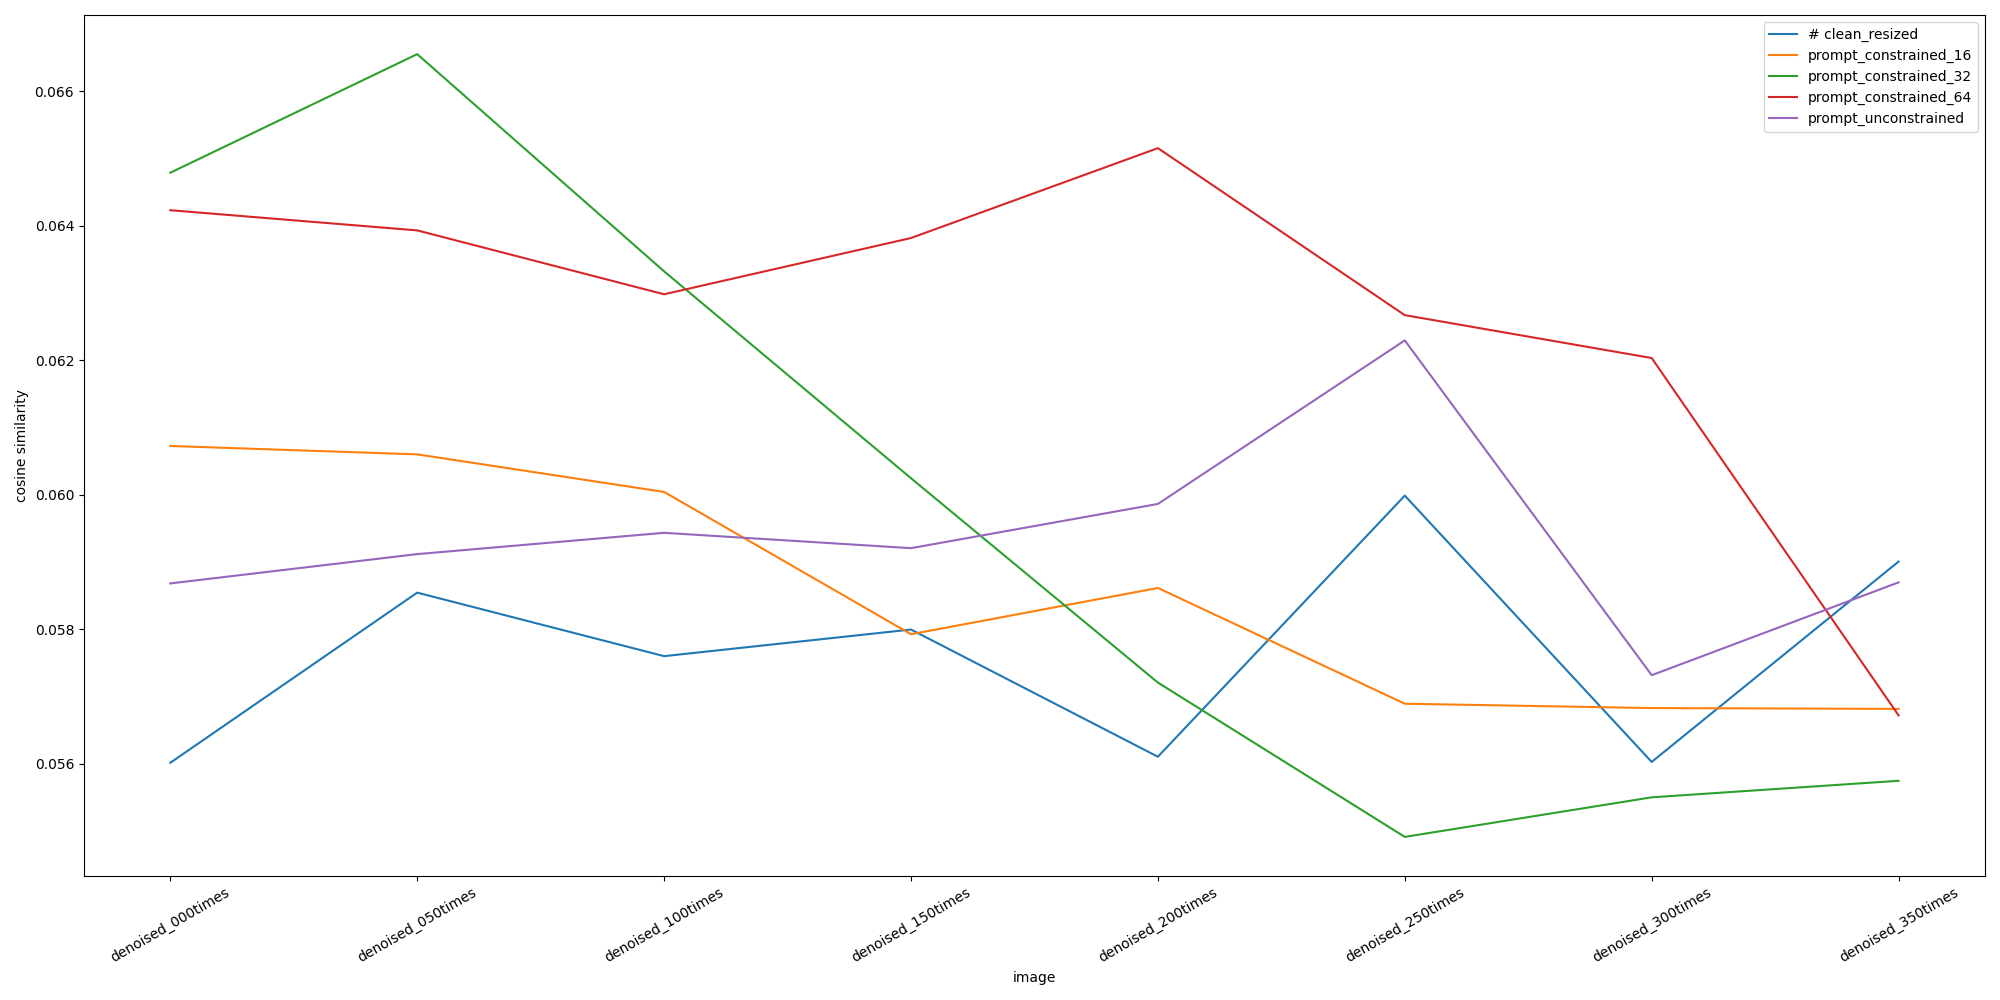 # clean_resized
prompt_constrained_16
prompt_constrained_32
prompt_constrained_64
prompt_unconstrained
0.066
0.064
0.062
0.060
0.058
0.056
cosine similarity
denoised_000times
denoised_050times
denoised_100times
denoised_150times
denoised_200times
denoised_250times
denoised_300times
denoised_350times
image